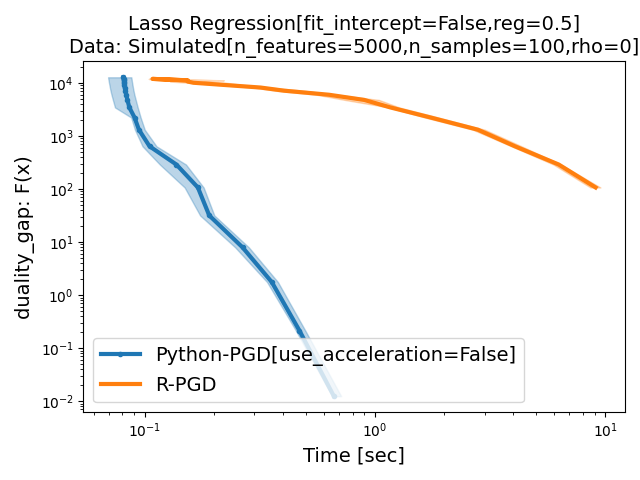 Lasso Regression[fit_intercept=False,reg=0.5]
Data: Simulated[n_features=5000,n_samples=100,rho=0]
duality_gap: F(x)
10⁴
10³
10²
10¹
10⁰
10⁻¹
10⁻²
Python-PGD[use_acceleration=False]
R-PGD
10⁻¹ 10⁰ 10¹
Time [sec]